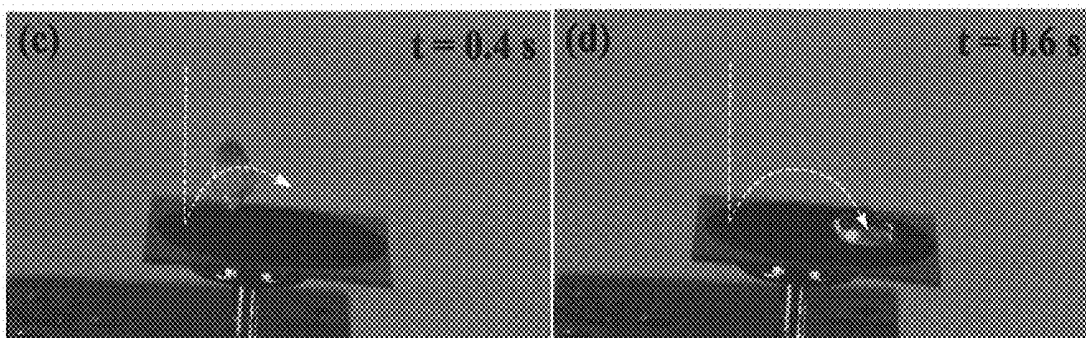 (c) t = 0.4 s
(d) t = 0.6 s